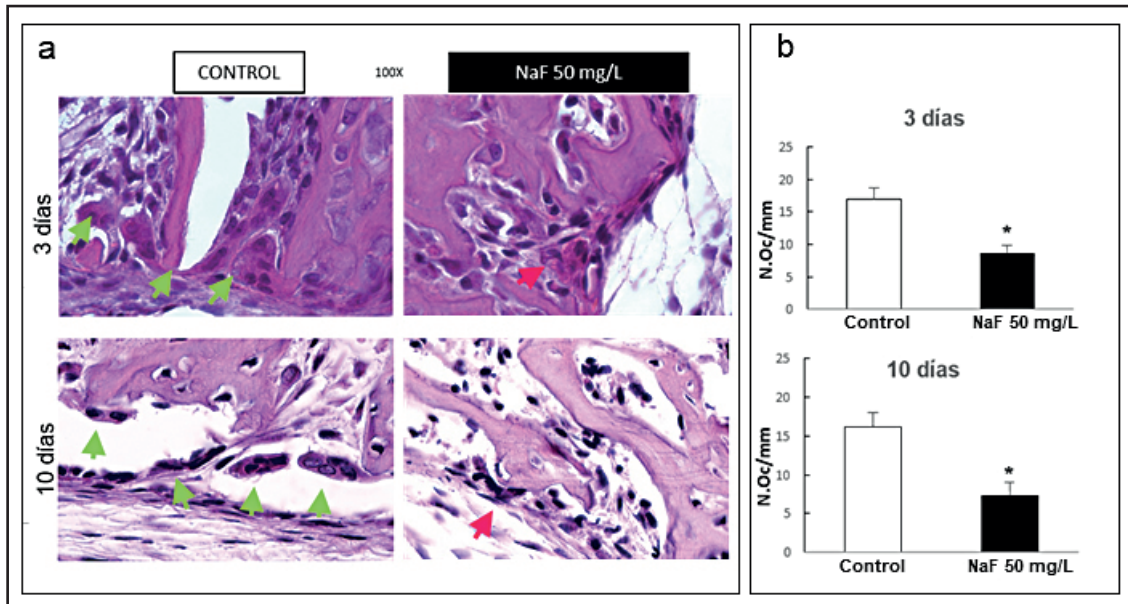 a
CONTROL
100X
NaF 50 mg/L
3 días
10 días
b
3 días
N.Oc/mm
25
20
15
10
5
0
*
Control
NaF 50 mg/L
10 días
N.Oc/mm
25
20
15
10
5
0
*
Control
NaF 50 mg/L